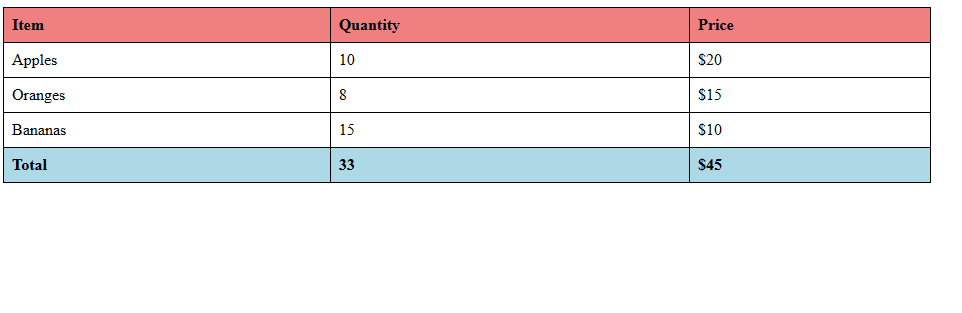 Item Quantity Price
Apples 10 $20
Oranges 8 $15
Bananas 15 $10
Total 33 $45